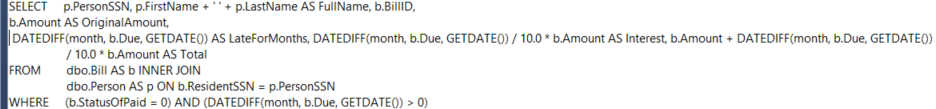 SELECT p.PersonSSN, p.FirstName + ' ' + p.LastName AS FullName, b.BillID,
b.Amount AS OriginalAmount,
DATEDIFF(month, b.Due, GETDATE()) AS LateForMonths, DATEDIFF(month, b.Due, GETDATE()) / 10.0 * b.Amount AS Interest, b.Amount + DATEDIFF(month, b.Due, GETDATE())
/ 10.0 * b.Amount AS Total
FROM dbo.Bill AS b INNER JOIN
dbo.Person AS p ON b.ResidentSSN = p.PersonSSN
WHERE (b.StatusOfPaid = 0) AND (DATEDIFF(month, b.Due, GETDATE()) > 0)